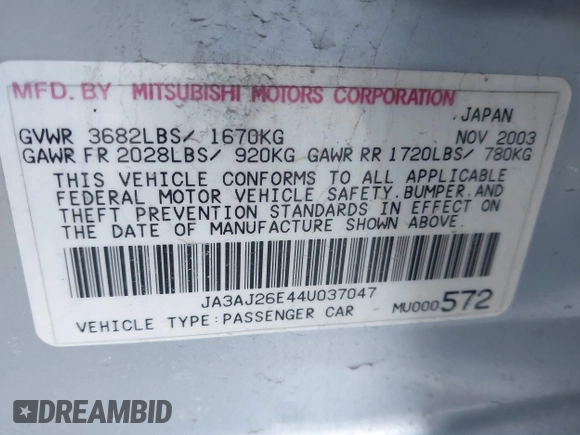 MFD. BY MITSUBISHI MOTORS CORPORATION
JAPAN
GVWR 3682LBS/ 1670KG NOV 2003
GAWR FR 2028LBS/ 920KG GAWR RR 1720LBS/ 780KG
THIS VEHICLE CONFORMS TO ALL APPLICABLE
FEDERAL MOTOR VEHICLE SAFETY.BUMPER.AND
THEFT PREVENTION STANDARDS IN EFFECT ON
THE DATE OF MANUFACTURE SHOWN ABOVE.
JA3AJ26E44U037047
VEHICLE TYPE:PASSENGER CAR MU000572
DREAMBID